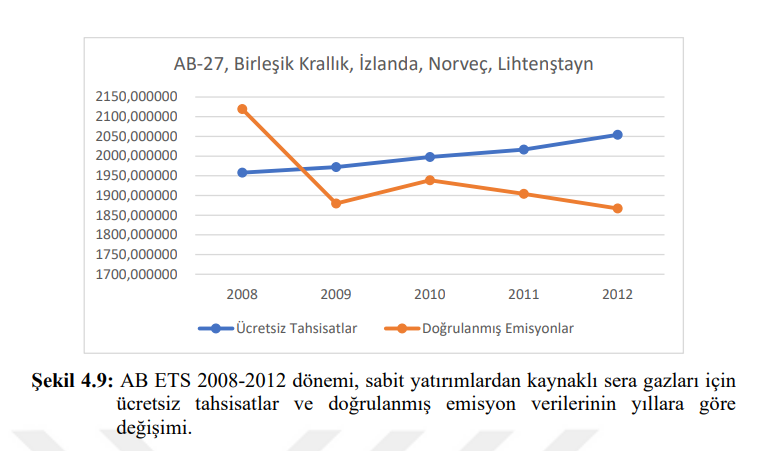 AB-27, Birleşik Krallık, İzlanda, Norveç, Lihtenştayn
2150,000000
2100,000000
2050,000000
2000,000000
1950,000000
1900,000000
1850,000000
1800,000000
1750,000000
1700,000000
2008 2009 2010 2011 2012
Ücretsiz Tahsisatlar Doğrulanmış Emisyonlar
Şekil 4.9: AB ETS 2008-2012 dönemi, sabit yatırımlardan kaynaklı sera gazları için
ücretsiz tahsisatlar ve doğrulanmış emisyon verilerinin yıllara göre
değişimi.